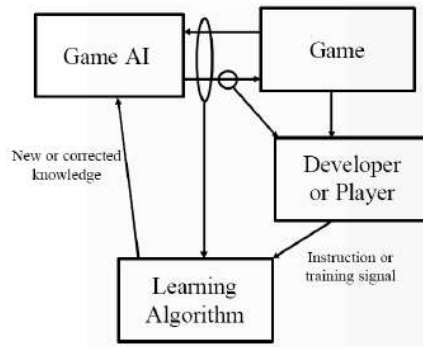 Game AI
Game
New or corrected
knowledge
Developer
or Player
Instruction or
training signal
Learning
Algorithm